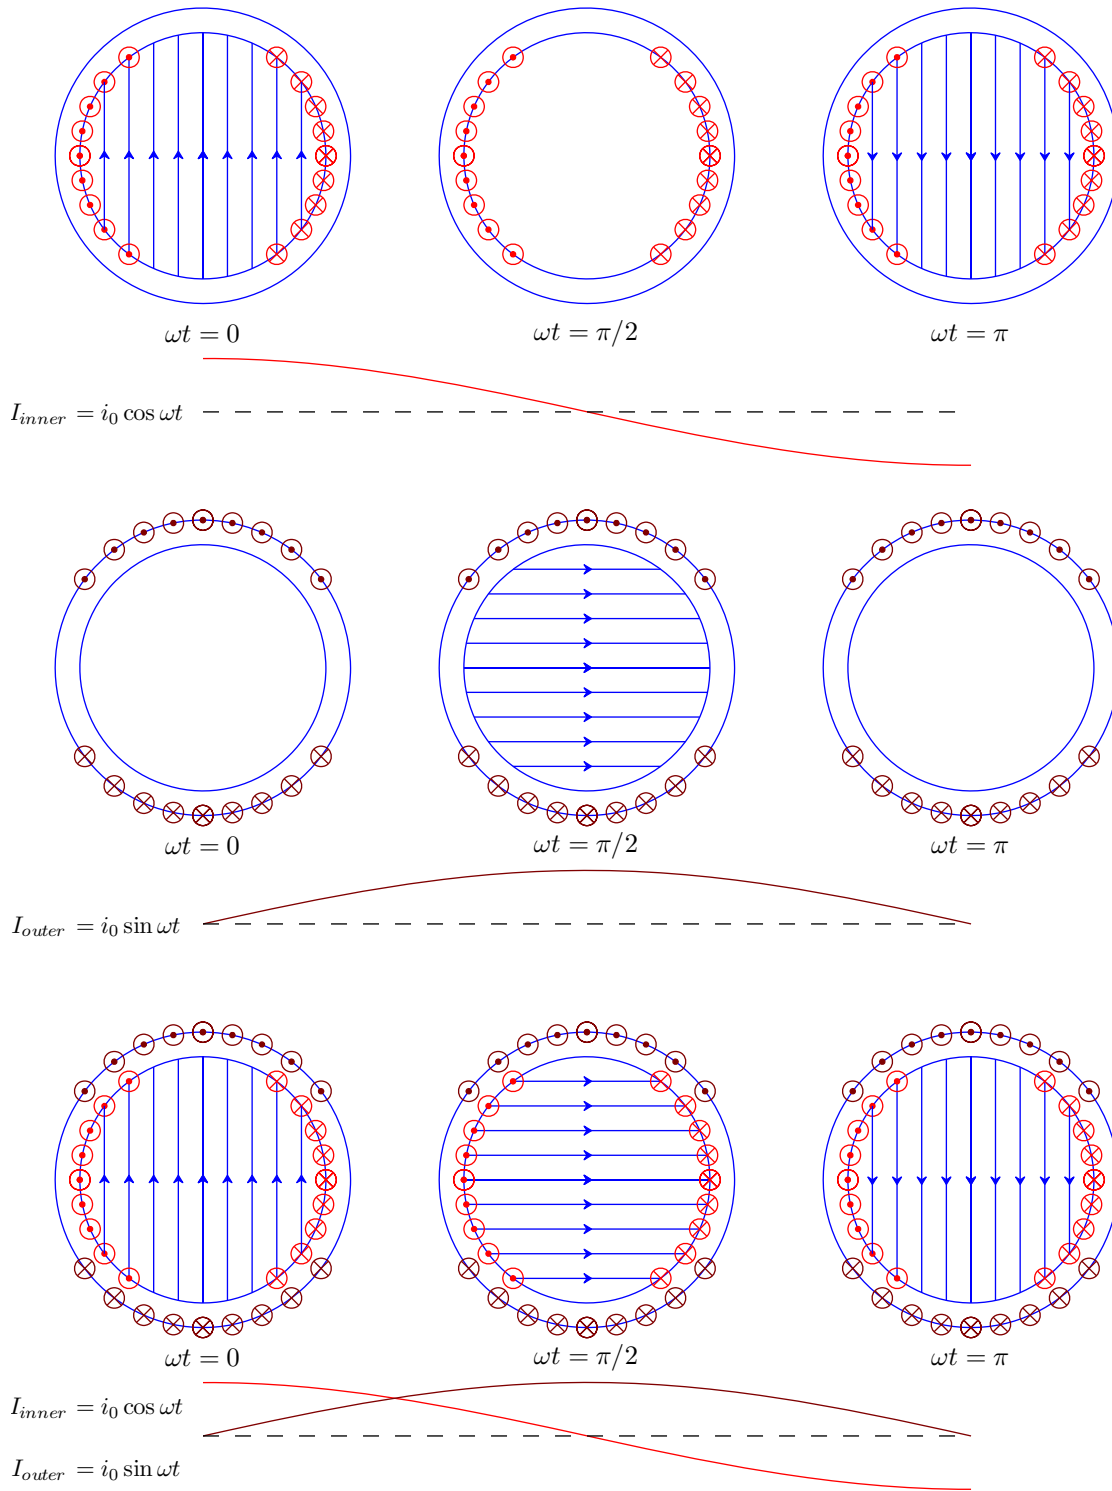 ωt = 0 ωt = π/2 ωt = π
I_inner = i_0 cos ωt
ωt = 0 ωt = π/2 ωt = π
I_outer = i_0 sin ωt
ωt = 0 ωt = π/2 ωt = π
I_inner = i_0 cos ωt
I_outer = i_0 sin ωt